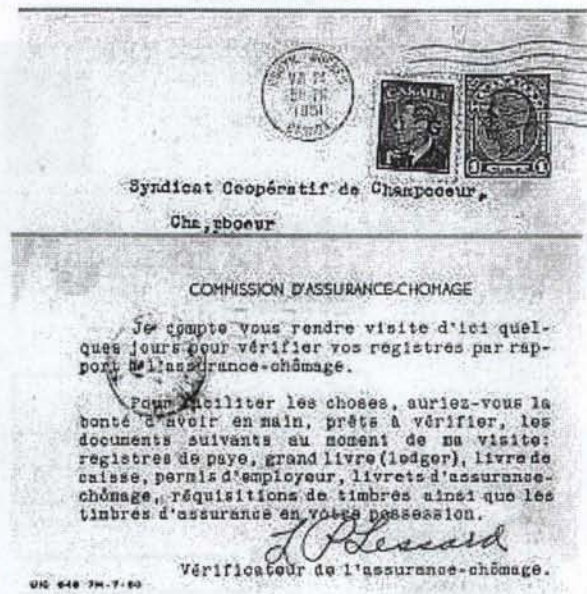 1951
CANADA
1 1
Syndicat Coopératif de Champcoeur,
Cha,pboeur
COMMISSION D'ASSURANCE-CHOMAGE
Je compte vous rendre visite d'ici quel-
ques jours pour vérifier vos registres par rap-
port à l'assurance-chômage.
Pour faciliter les choses, auriez-vous la
bonté d'avoir en main, prêts à vérifier, les
documents suivants au moment de ma visite:
registres de paye, grand livre(ledger), livre de
caisse, permis d'employeur, livrets d'assurance-
chômage, réquisitions de timbres ainsi que les
timbres d'assurance en votre possession.
L P Lessard
Vérificateur de l'assurance-chômage.
UIC 648 7M-7-50